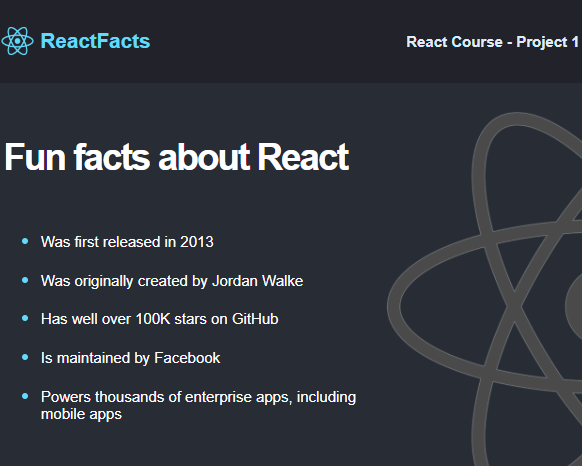 ReactFacts
React Course - Project 1
Fun facts about React
Was first released in 2013
Was originally created by Jordan Walke
Has well over 100K stars on GitHub
Is maintained by Facebook
Powers thousands of enterprise apps, including
mobile apps